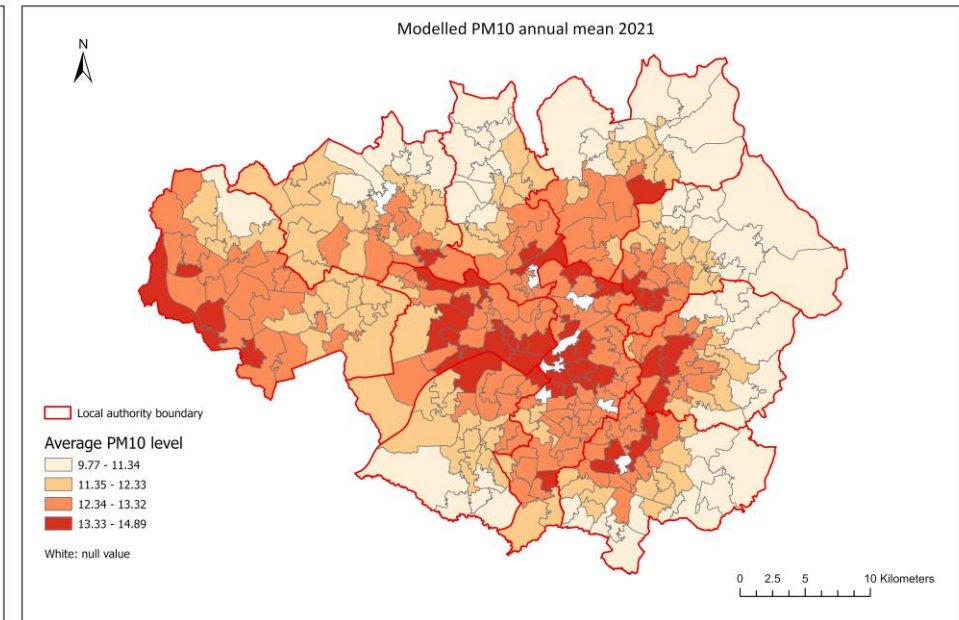 Modelled PM10 annual mean 2021
N
Local authority boundary
Average PM10 level
9.77 - 11.34
11.35 - 12.33
12.34 - 13.32
13.33 - 14.89
White: null value
0 2.5 5 10 Kilometers